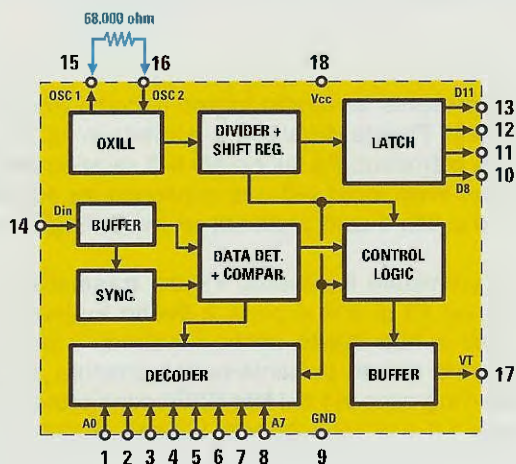 68.000 ohm
15
16
18
OSC 1
OSC 2
Vcc
D11
13
OXILL
DIVIDER +
SHIFT REG.
LATCH
12
11
10
D8
14
Din
BUFFER
DATA DET.
+ COMPAR.
CONTROL
LOGIC
SYNC.
DECODER
BUFFER
VT
17
A0
A7
GND
1
2
3
4
5
6
7
8
9